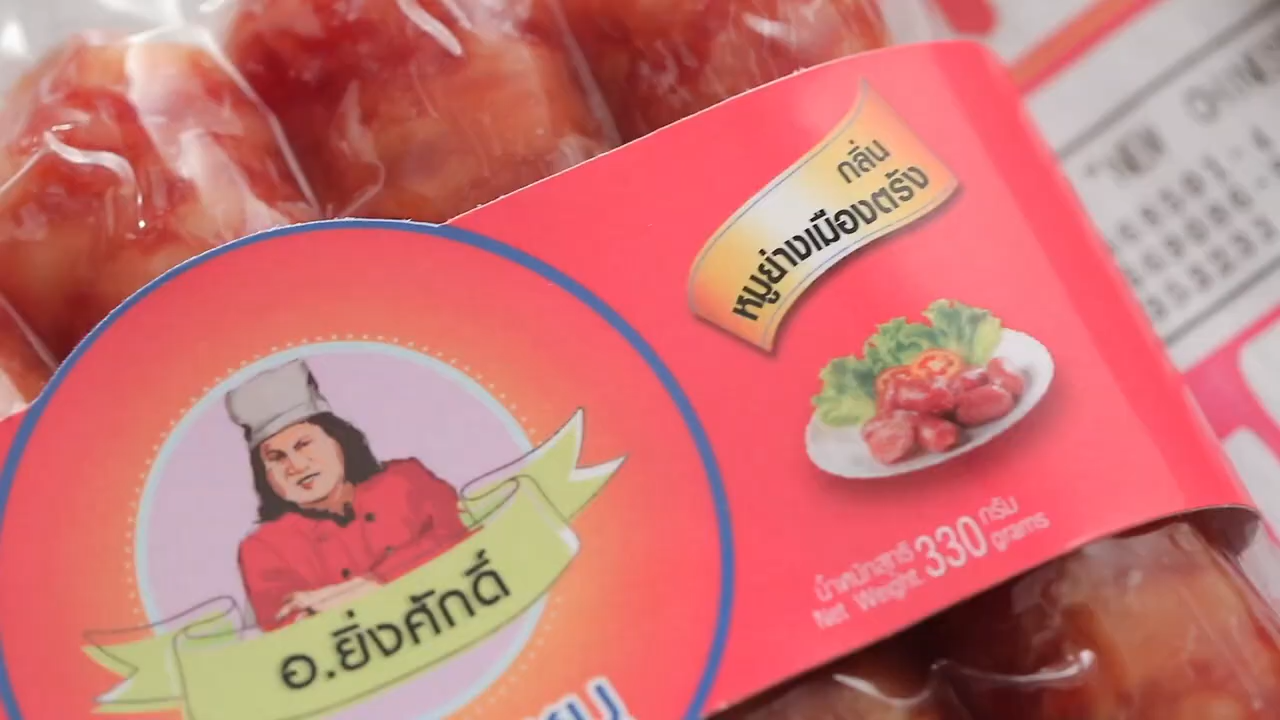 กลิ่น
หมูย่างเมืองตรัง
น้ำหนักสุทธิ 330 กรัม
Net Weight grams
อ.ยิ่งศักดิ์